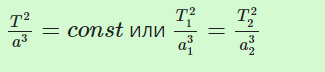 T²/a³ = const или T₁²/a₁³ = T₂²/a₂³